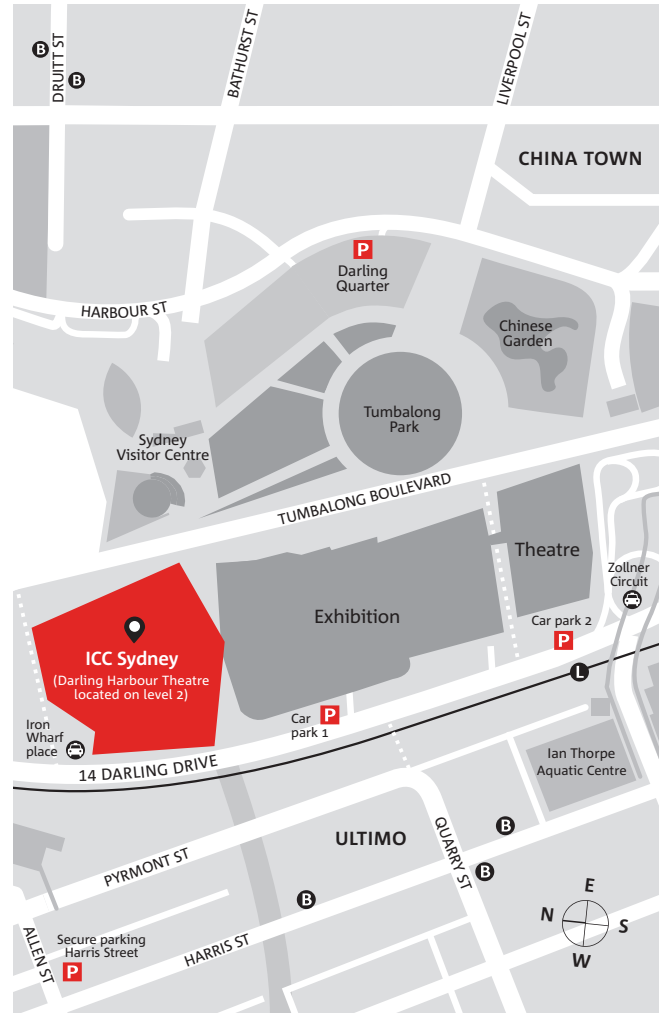 B
B
DRUITT ST
BATHURST ST
LIVERPOOL ST
CHINA TOWN
P
Darling
Quarter
HARBOUR ST
Chinese
Garden
Tumbalong
Park
Sydney
Visitor Centre
TUMBALONG BOULEVARD
Theatre
Zollner
Circuit
Exhibition
Car park 2
P
ICC Sydney
(Darling Harbour Theatre
located on level 2)
L
Iron
Wharf
place
Car
park 1
P
14 DARLING DRIVE
Ian Thorpe
Aquatic Centre
ULTIMO
B
PYRMONT ST
QUARRY ST
B
B
E
N
S
W
ALLEN ST
Secure parking
Harris Street
P
HARRIS ST